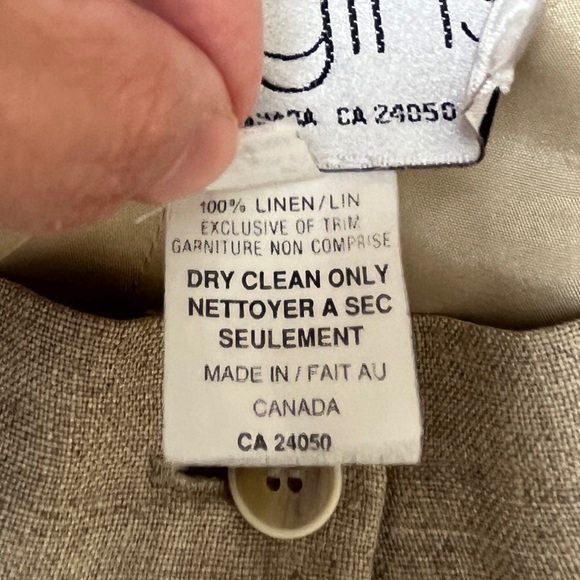 CA 24050
100% LINEN/LIN
EXCLUSIVE OF TRIM
GARNITURE NON COMPRISE
DRY CLEAN ONLY
NETTOYER A SEC
SEULEMENT
MADE IN / FAIT AU
CANADA
CA 24050